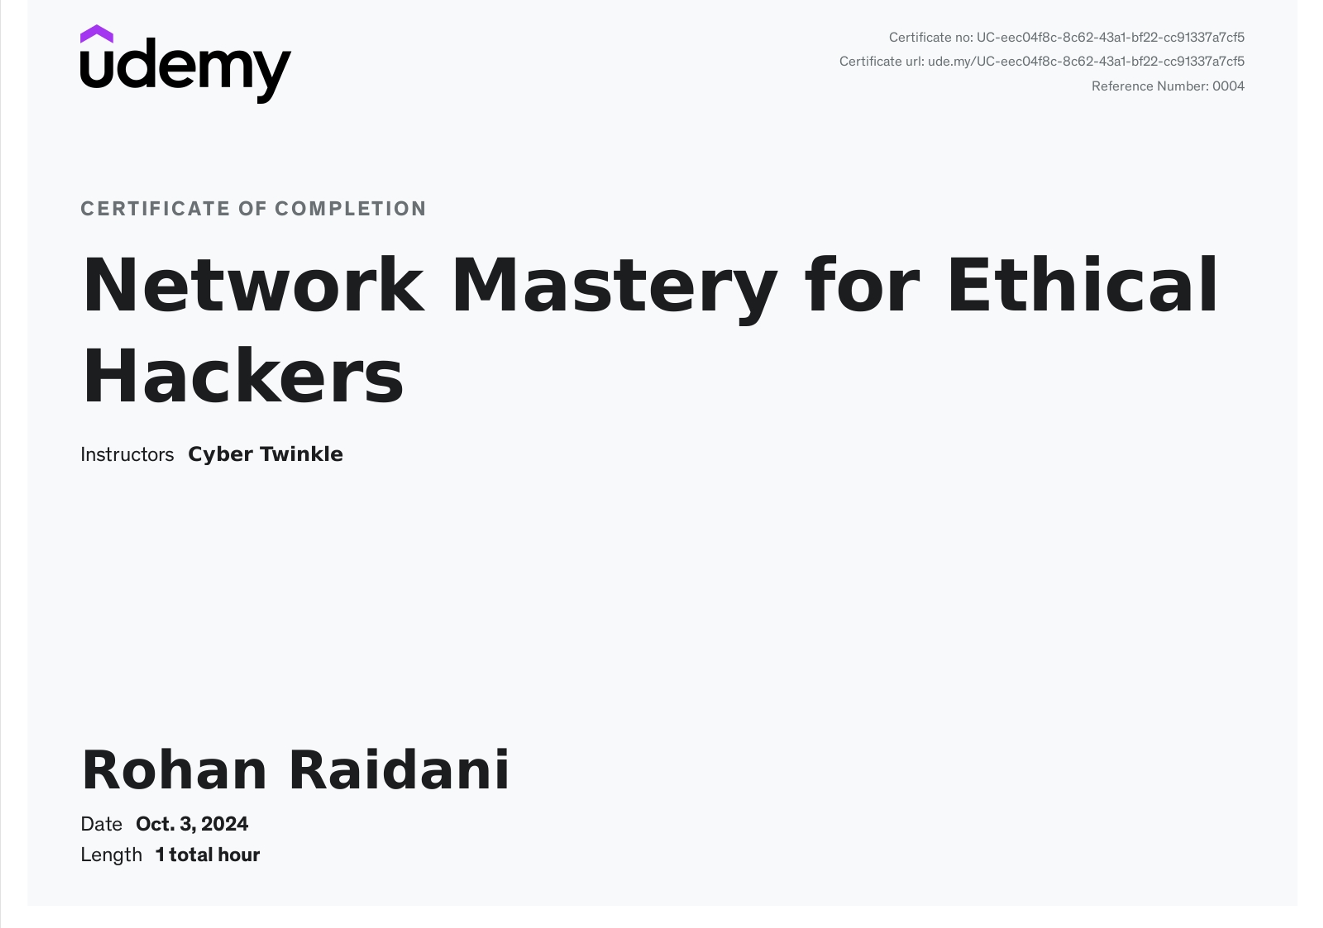 udemy
Certificate no: UC-eec04f8c-8c62-43a1-bf22-cc91337a7cf5
Certificate url: ude.my/UC-eec04f8c-8c62-43a1-bf22-cc91337a7cf5
Reference Number: 0004
CERTIFICATE OF COMPLETION
Network Mastery for Ethical
Hackers
Instructors Cyber Twinkle
Rohan Raidani
Date Oct. 3, 2024
Length 1 total hour